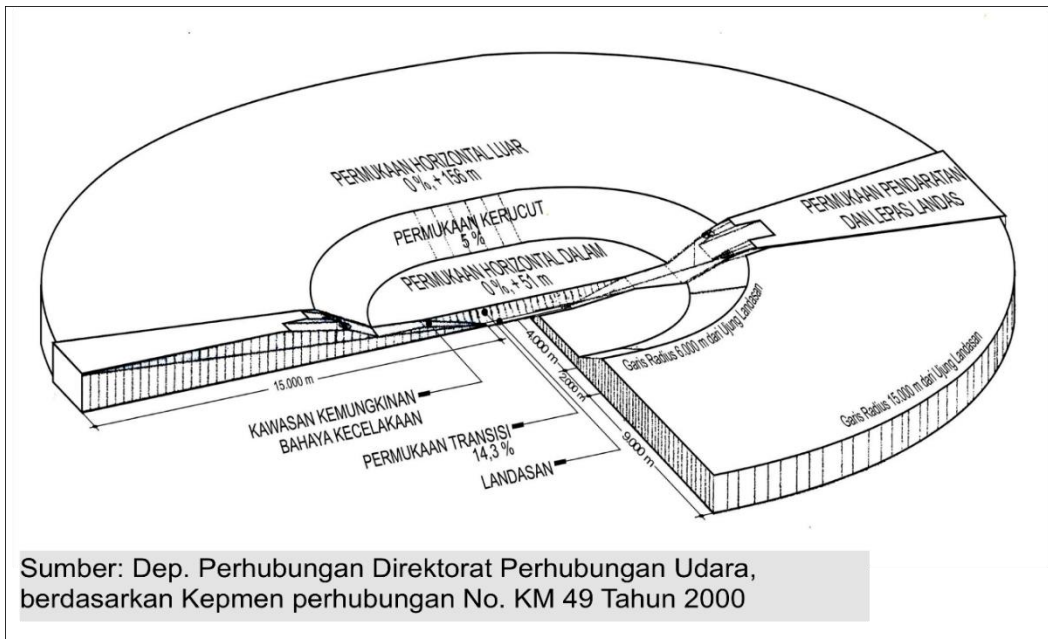 PERMUKAAN HORIZONTAL LUAR
0 %, + 156 m
PERMUKAAN KERUCUT
5 %
PERMUKAAN HORIZONTAL DALAM
0 %, + 51 m
PERMUKAAN PENDARATAN
DAN LEPAS LANDAS
15.000 m
4.000 m
2.000 m
9.000 m
Garis Radius 6.000 m dari Ujung Landasan
Garis Radius 15.000 m dari Ujung Landasan
KAWASAN KEMUNGKINAN
BAHAYA KECELAKAAN
PERMUKAAN TRANSISI
14,3 %
LANDASAN
Sumber: Dep. Perhubungan Direktorat Perhubungan Udara,
berdasarkan Kepmen perhubungan No. KM 49 Tahun 2000